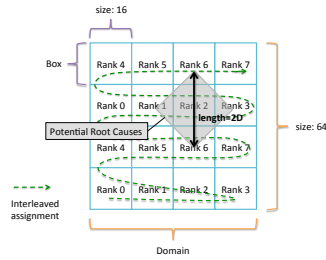 size: 16
Box
Rank 4 Rank 5 Rank 6 Rank 7
Rank 0 Rank 1 Rank 2 Rank 3
length=2D
size: 64
Potential Root Causes
Rank 4 Rank 5 Rank 6 Rank 7
Rank 0 Rank 1 Rank 2 Rank 3
Interleaved
assignment
Domain